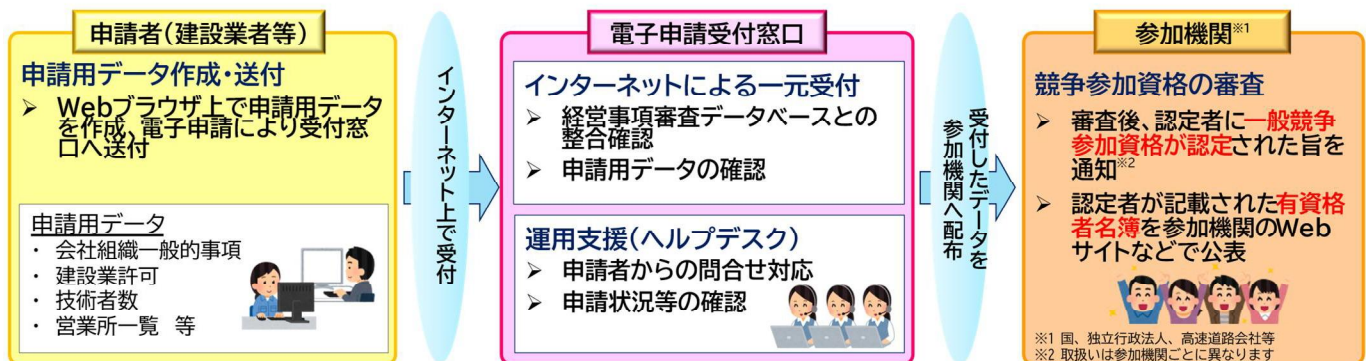 申請者(建設業者等)
申請用データ作成・送付
➢ Webブラウザ上で申請用データ
を作成、電子申請により受付窓
口へ送付
申請用データ
・ 会社組織一般的事項
・ 建設業許可
・ 技術者数
・ 営業所一覧 等
インターネット上で受付
電子申請受付窓口
インターネットによる一元受付
➢ 経営事項審査データベースとの
整合確認
➢ 申請用データの確認
運用支援(ヘルプデスク)
➢ 申請者からの問合せ対応
➢ 申請状況等の確認
受付したデータを
参加機関へ配布
参加機関※1
競争参加資格の審査
➢ 審査後、認定者に一般競争
参加資格が認定された旨を
通知※2
➢ 認定者が記載された有資格
者名簿を参加機関のWeb
サイトなどで公表
※1 国、独立行政法人、高速道路会社等
※2 取扱いは参加機関ごとに異なります